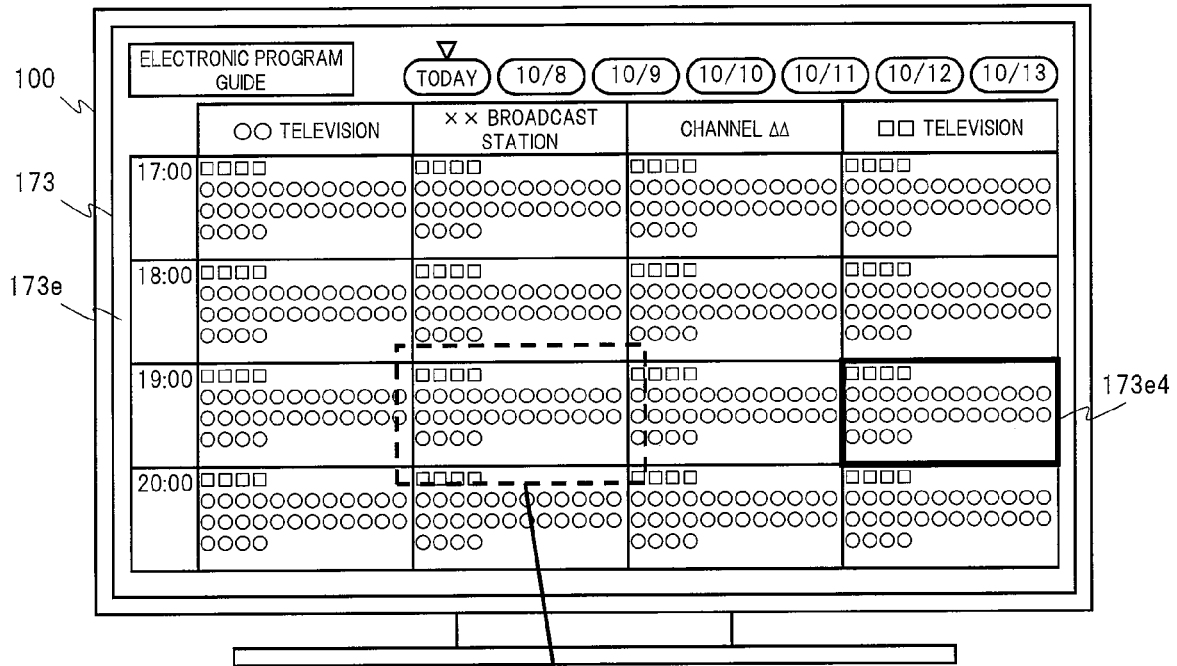 ELECTRONIC PROGRAM
GUIDE
▽
TODAY 10/8 10/9 10/10 10/11 10/12 10/13
○○ TELEVISION
×× BROADCAST
STATION
CHANNEL △△
□□ TELEVISION
17:00 □□□□ □□□□ □□□□ □□□□
○○○○○○○○○○○○ ○○○○○○○○○○○○ ○○○○○○○○○○○○ ○○○○○○○○○○○○
○○○○○○○○○○○○ ○○○○○○○○○○○○ ○○○○○○○○○○○○ ○○○○○○○○○○○○
○○○○ ○○○○ ○○○○ ○○○○
18:00 □□□□ □□□□ □□□□ □□□□
○○○○○○○○○○○○ ○○○○○○○○○○○○ ○○○○○○○○○○○○ ○○○○○○○○○○○○
○○○○○○○○○○○○ ○○○○○○○○○○○○ ○○○○○○○○○○○○ ○○○○○○○○○○○○
○○○○ ○○○○ ○○○○ ○○○○
19:00 □□□□ □□□□ □□□□ □□□□
○○○○○○○○○○○○ ○○○○○○○○○○○○ ○○○○○○○○○○○○ ○○○○○○○○○○○○
○○○○○○○○○○○○ ○○○○○○○○○○○○ ○○○○○○○○○○○○ ○○○○○○○○○○○○
○○○○ ○○○○ ○○○○ ○○○○
20:00 □□□□ □□□□ □□□□ □□□□
○○○○○○○○○○○○ ○○○○○○○○○○○○ ○○○○○○○○○○○○ ○○○○○○○○○○○○
○○○○○○○○○○○○ ○○○○○○○○○○○○ ○○○○○○○○○○○○ ○○○○○○○○○○○○
○○○○ ○○○○ ○○○○ ○○○○
100
173
173e
173e4